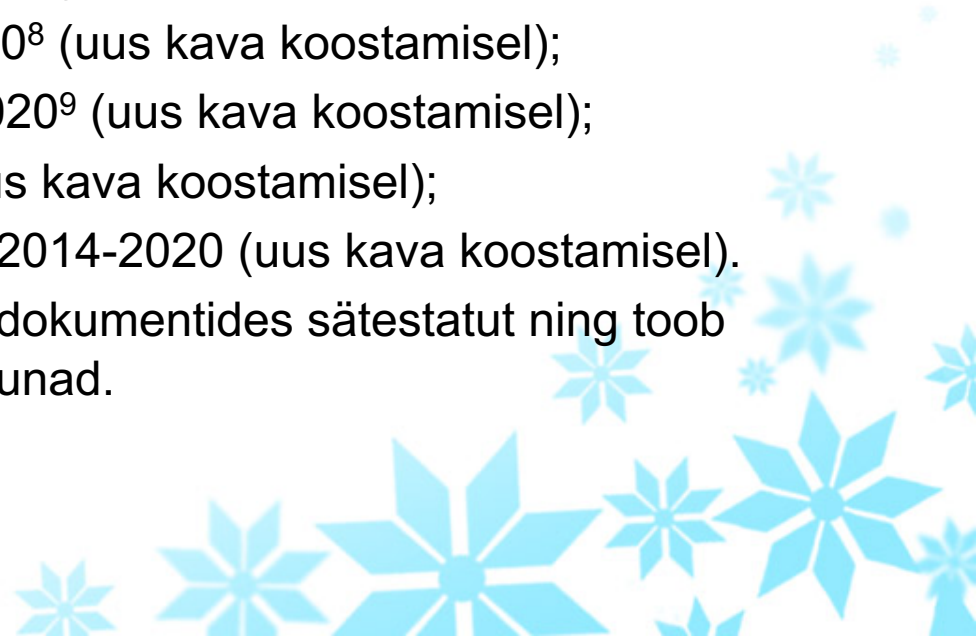 0⁸ (uus kava koostamisel);
020⁹ (uus kava koostamisel);
s kava koostamisel);
2014-2020 (uus kava koostamisel).
dokumentides sätestatut ning toob
unad.